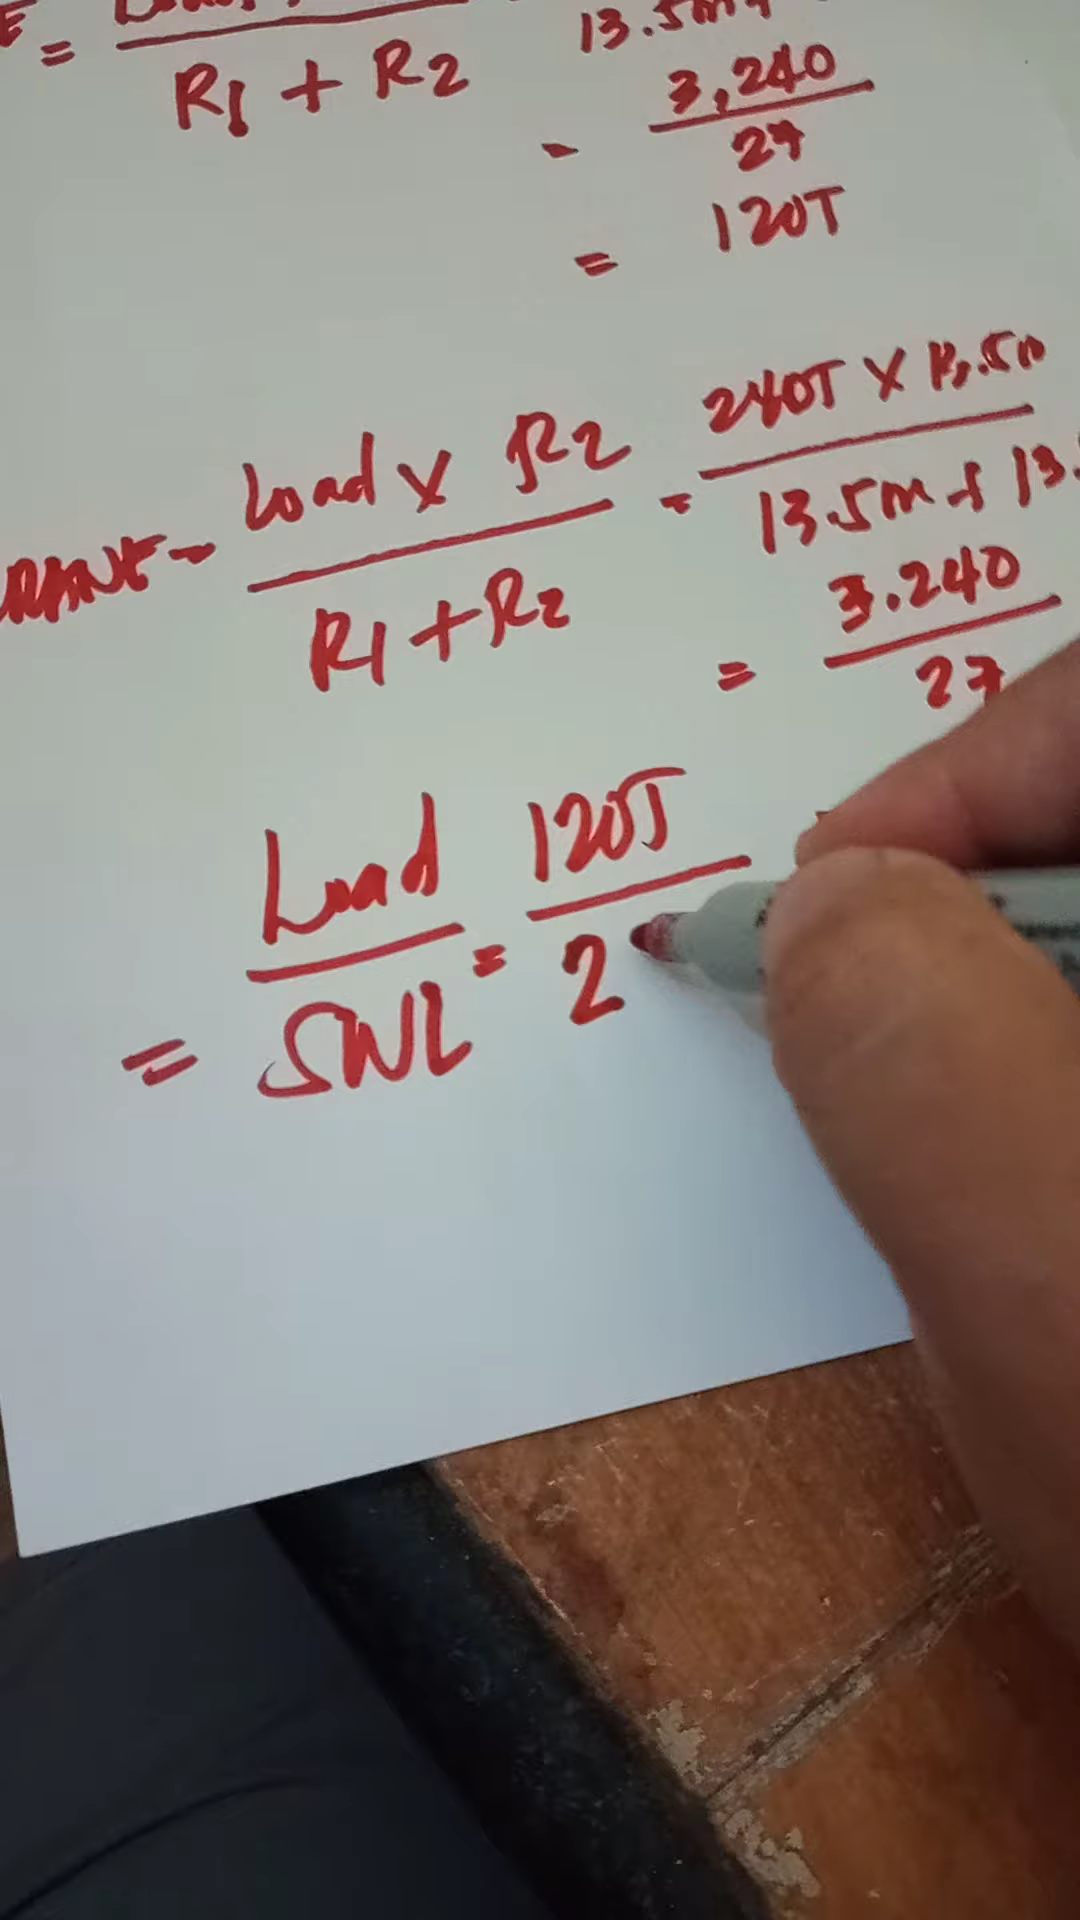 =
R1 + R2
13.5m
3,240
27
= 120T
RANE = Load x R2 = 240T x 13.5m
R1 + R2 13.5m + 13.
= 3.240
27
= Load = 120T
SWL 2